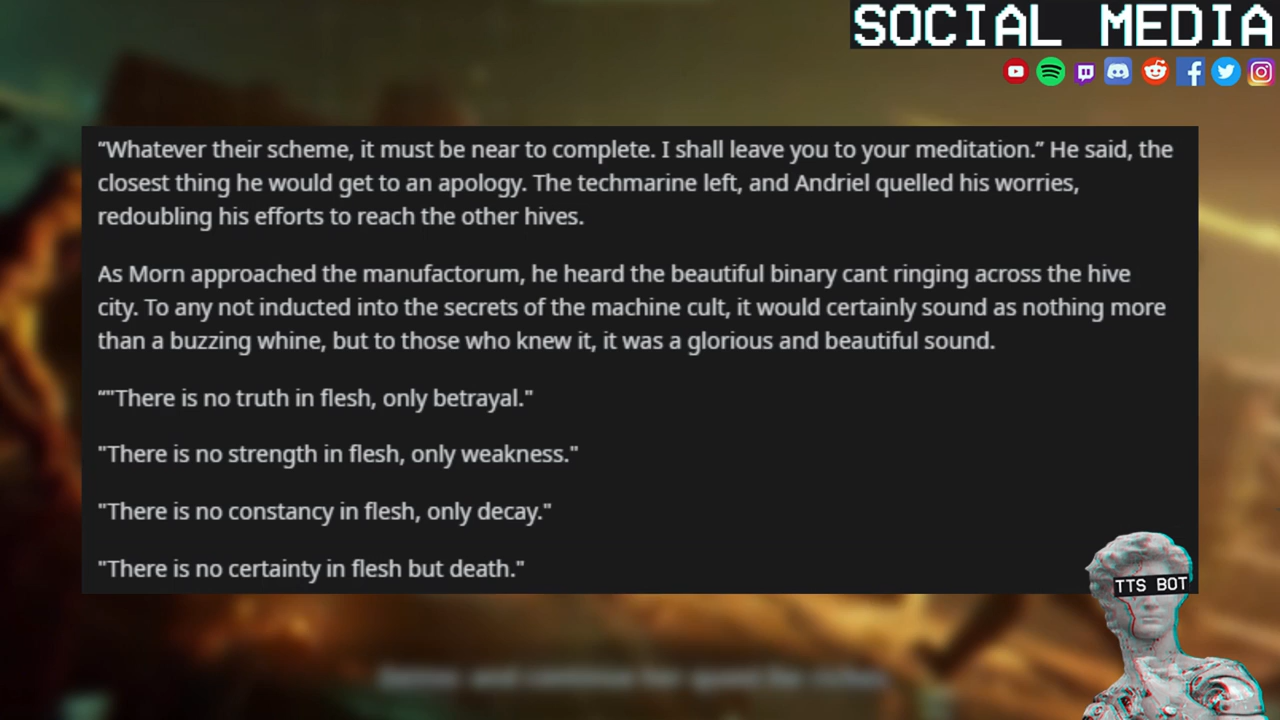 SOCIAL MEDIA
“Whatever their scheme, it must be near to complete. I shall leave you to your meditation.” He said, the
closest thing he would get to an apology. The techmarine left, and Andriel quelled his worries,
redoubling his efforts to reach the other hives.
As Morn approached the manufactorum, he heard the beautiful binary cant ringing across the hive
city. To any not inducted into the secrets of the machine cult, it would certainly sound as nothing more
than a buzzing whine, but to those who knew it, it was a glorious and beautiful sound.
“"There is no truth in flesh, only betrayal."
"There is no strength in flesh, only weakness."
"There is no constancy in flesh, only decay."
"There is no certainty in flesh but death."
TTS BOT